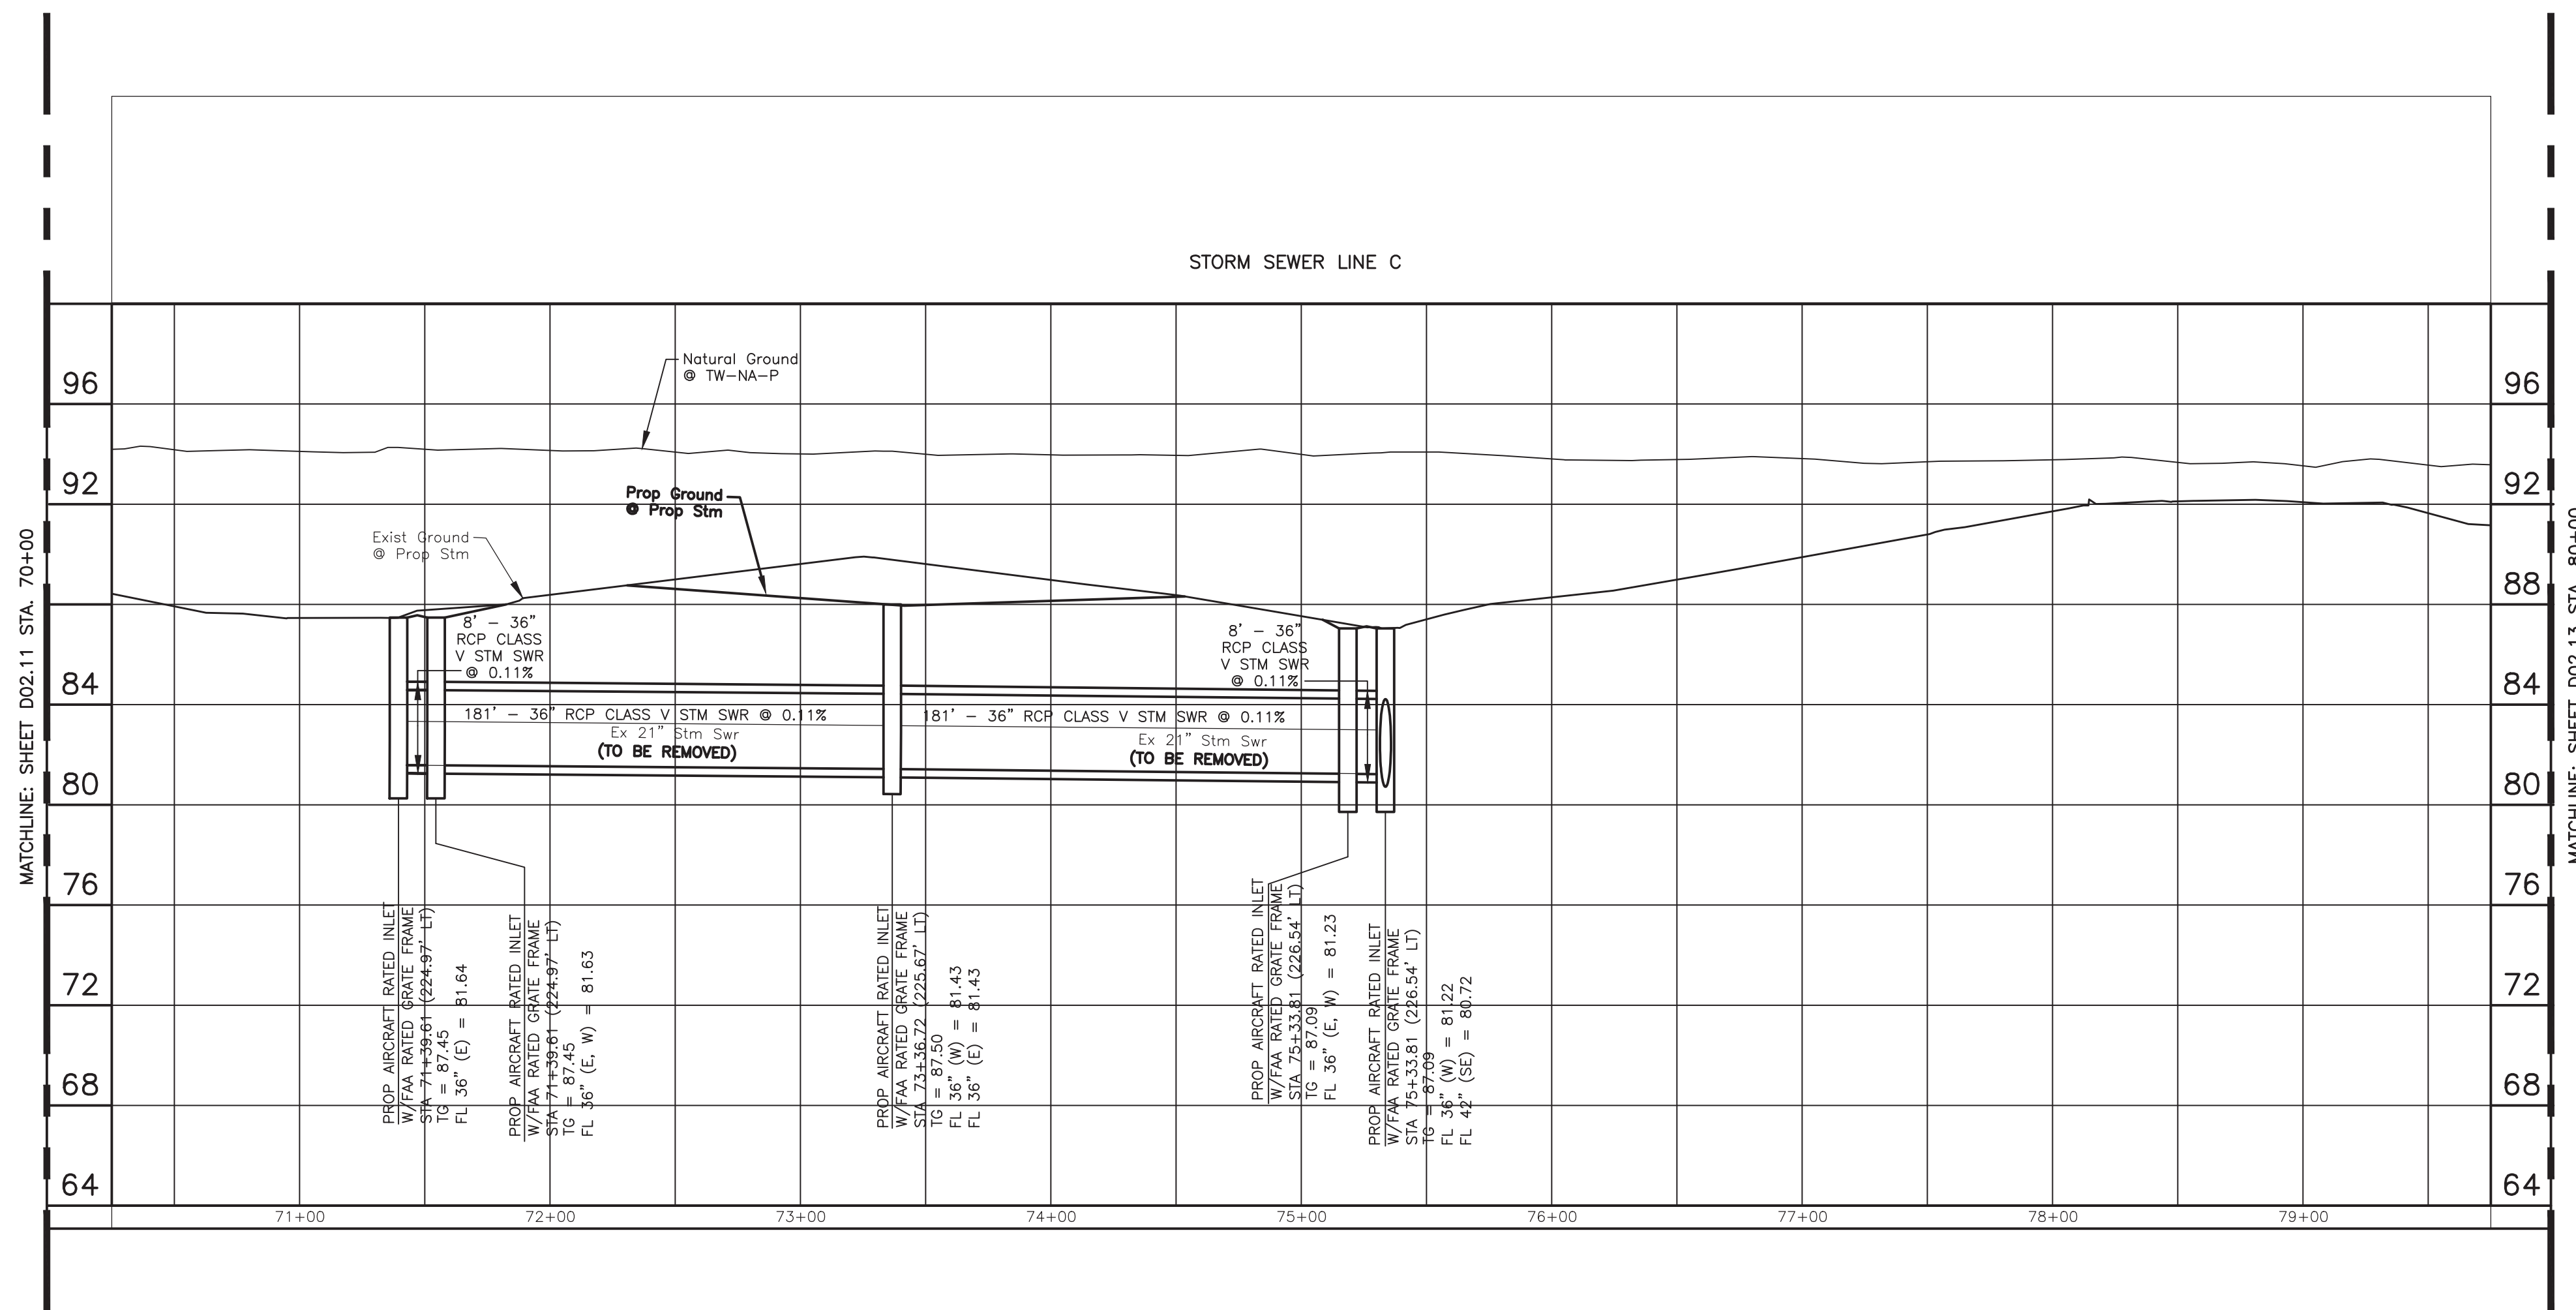 STORM SEWER LINE C
Natural Ground
@ TW-NA-P
Prop Ground
@ Prop Stm
Exist Ground
@ Prop Stm
96
92
88
84
80
76
72
68
64
96
92
88
84
80
76
72
68
64
MATCHLINE: SHEET D02.11 STA. 70+00
MATCHLINE: SHEET D02.13 STA. 80+00
8' - 36"
RCP CLASS
V STM SWR
@ 0.11%
8' - 36"
RCP CLASS
V STM SWR
@ 0.11%
181' - 36" RCP CLASS V STM SWR @ 0.11%
Ex 21" Stm Swr
(TO BE REMOVED)
181' - 36" RCP CLASS V STM SWR @ 0.11%
Ex 21" Stm Swr
(TO BE REMOVED)
PROP AIRCRAFT RATED INLET
W/FAA RATED GRATE FRAME
STA 71+39.61 (224.97' LT)
TG = 87.45
FL 36" (E) = 81.64
PROP AIRCRAFT RATED INLET
W/FAA RATED GRATE FRAME
STA 71+39.61 (224.97' LT)
TG = 87.45
FL 36" (E, W) = 81.63
PROP AIRCRAFT RATED INLET
W/FAA RATED GRATE FRAME
STA 73+36.72 (225.67' LT)
TG = 87.50
FL 36" (W) = 81.43
FL 36" (E) = 81.43
PROP AIRCRAFT RATED INLET
W/FAA RATED GRATE FRAME
STA 75+33.81 (226.54' LT)
TG = 87.09
FL 36" (E, W) = 81.23
PROP AIRCRAFT RATED INLET
W/FAA RATED GRATE FRAME
STA 75+33.81 (226.54' LT)
TG = 87.09
FL 36" (W) = 81.22
FL 42" (SE) = 80.72
71+00
72+00
73+00
74+00
75+00
76+00
77+00
78+00
79+00